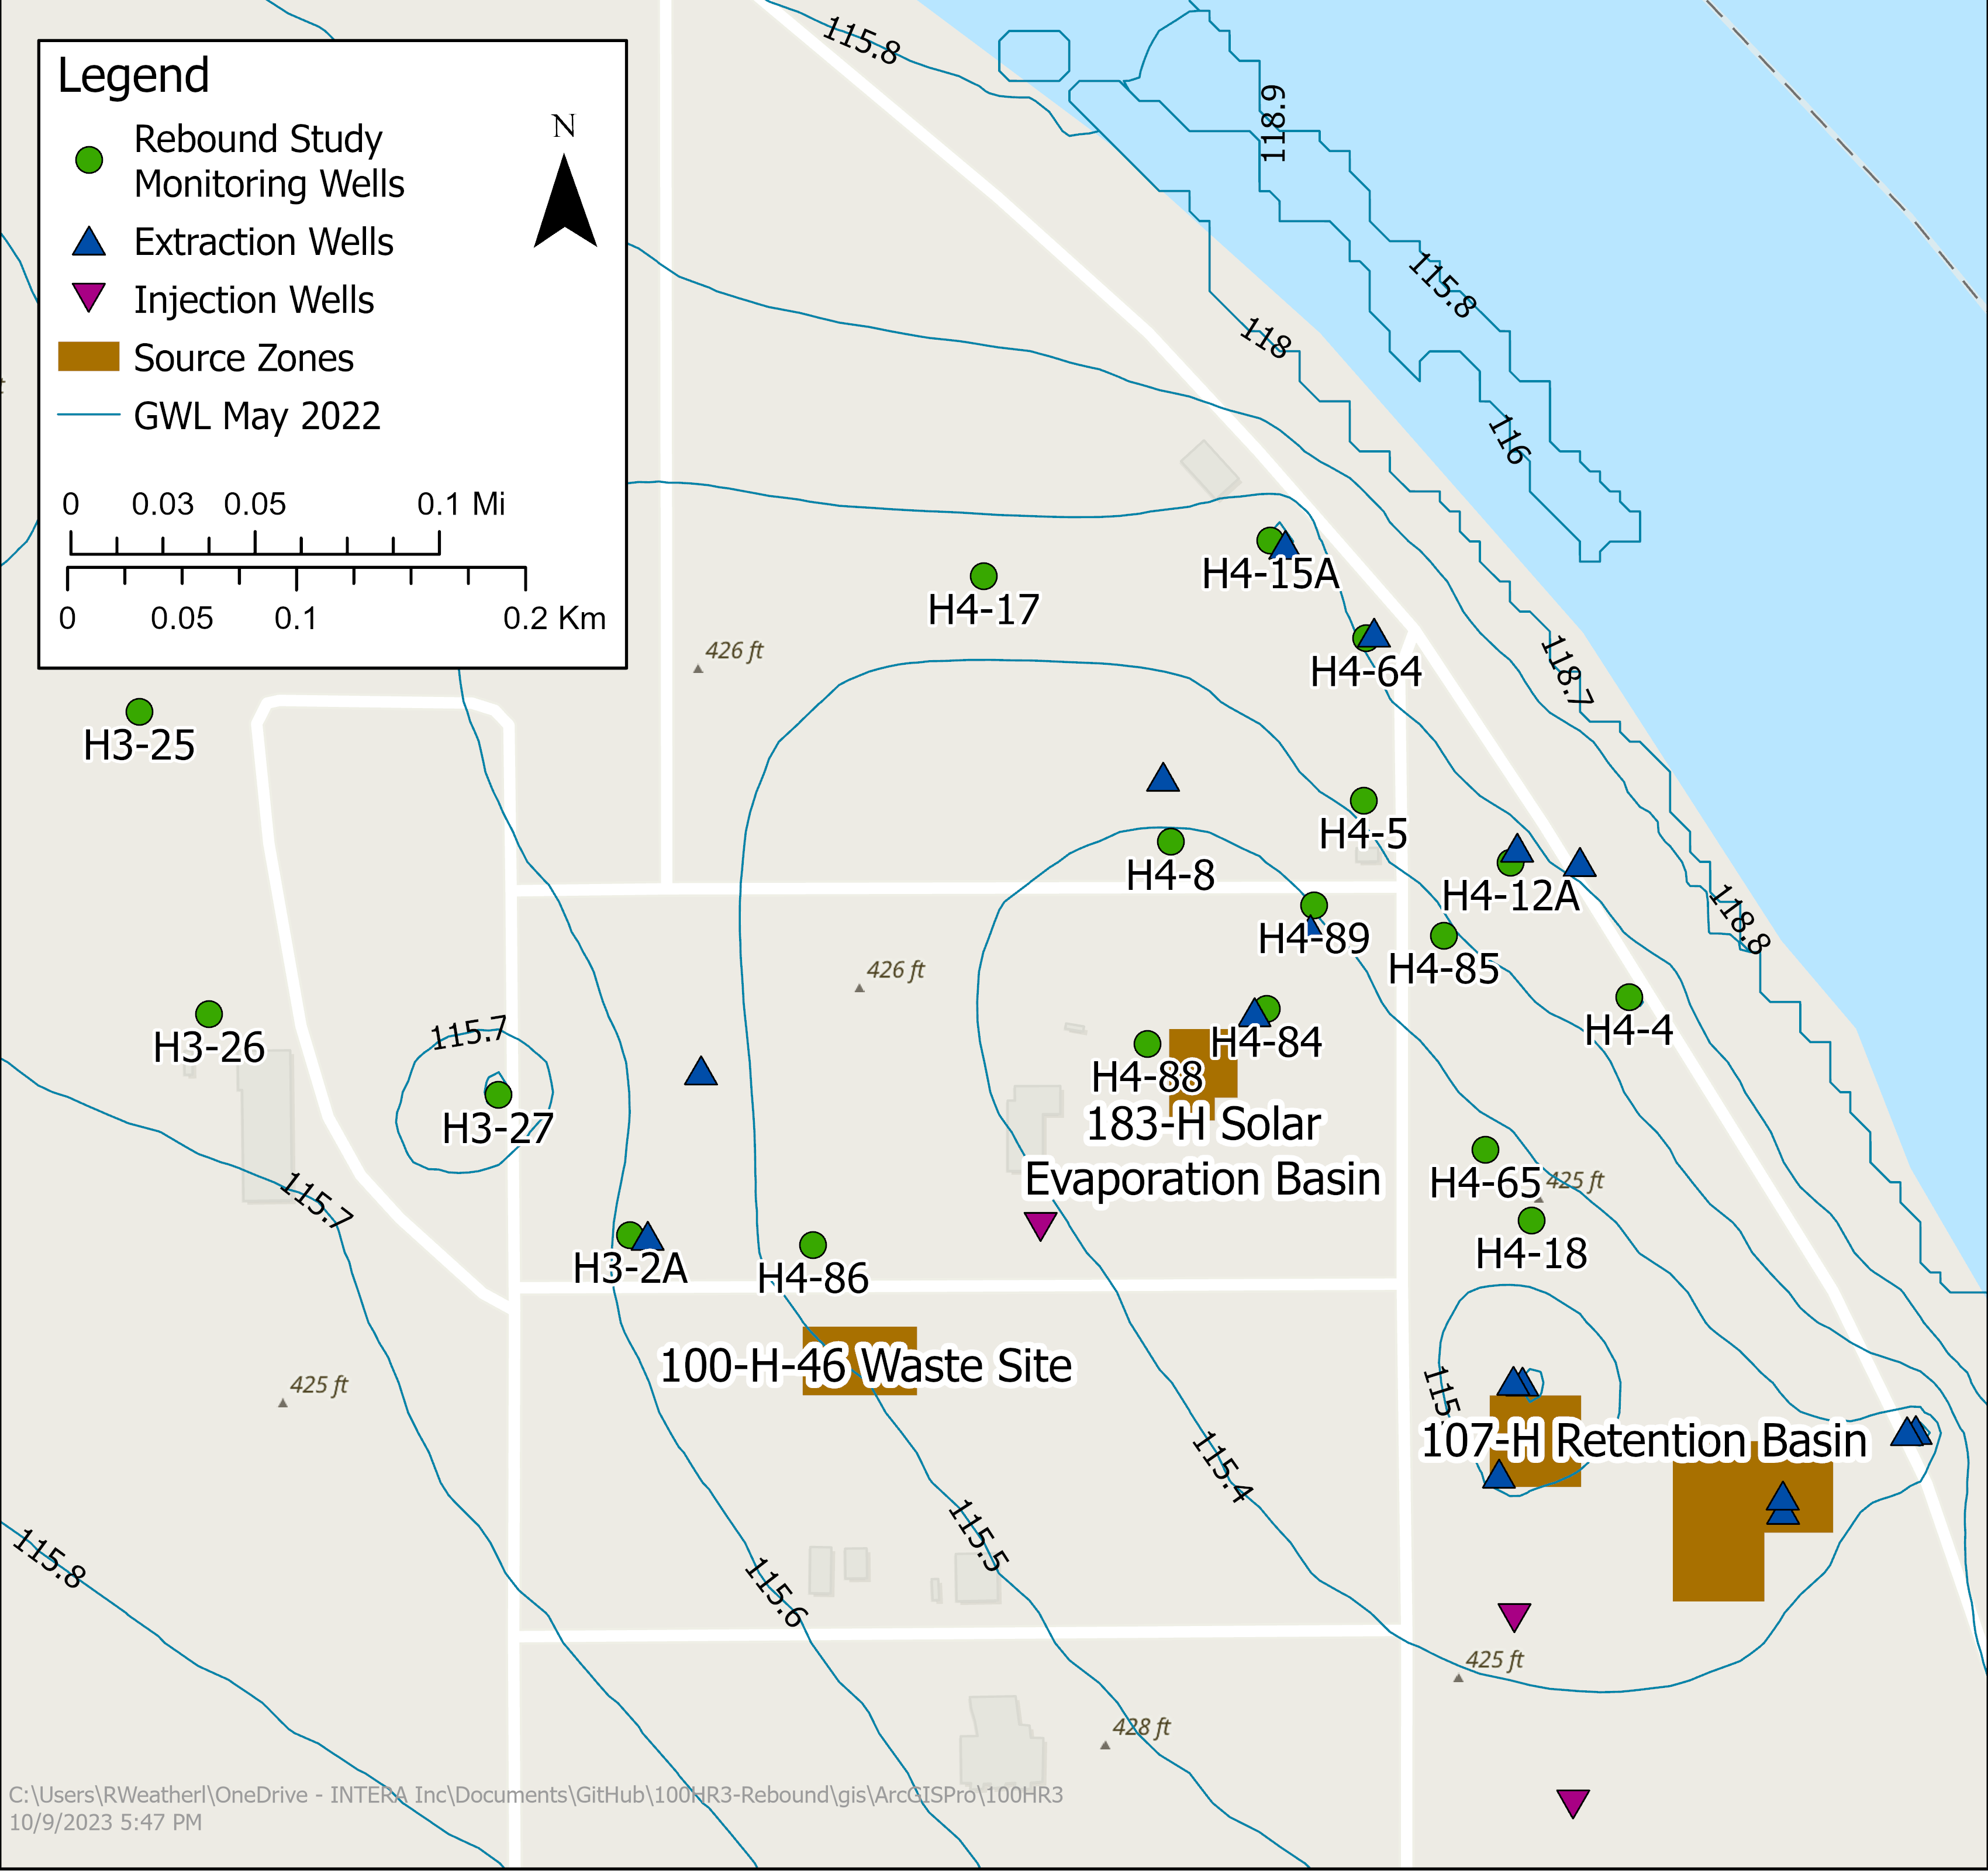 115.8
118.9
Legend
N
Rebound Study
Monitoring Wells
Extraction Wells
Injection Wells
Source Zones
GWL May 2022
0 0.03 0.05 0.1 Mi
0 0.05 0.1 0.2 Km
115.8
118
116
H4-15A
H4-17
426 ft
H4-64
118.7
H3-25
H4-5
H4-8
H4-12A
118.8
H4-89
H4-85
426 ft
H4-4
115.7
H3-26
H4-84
H4-88
H3-27
183-H Solar
Evaporation Basin
H4-65
425 ft
115.7
H4-18
H3-2A
H4-86
100-H-46 Waste Site
425 ft
115.
107-H Retention Basin
115.4
115.5
115.8
115.6
425 ft
428 ft
C:\Users\RWeatherl\OneDrive - INTERA Inc\Documents\GitHub\100HR3-Rebound\gis\ArcGISPro\100HR3
10/9/2023 5:47 PM